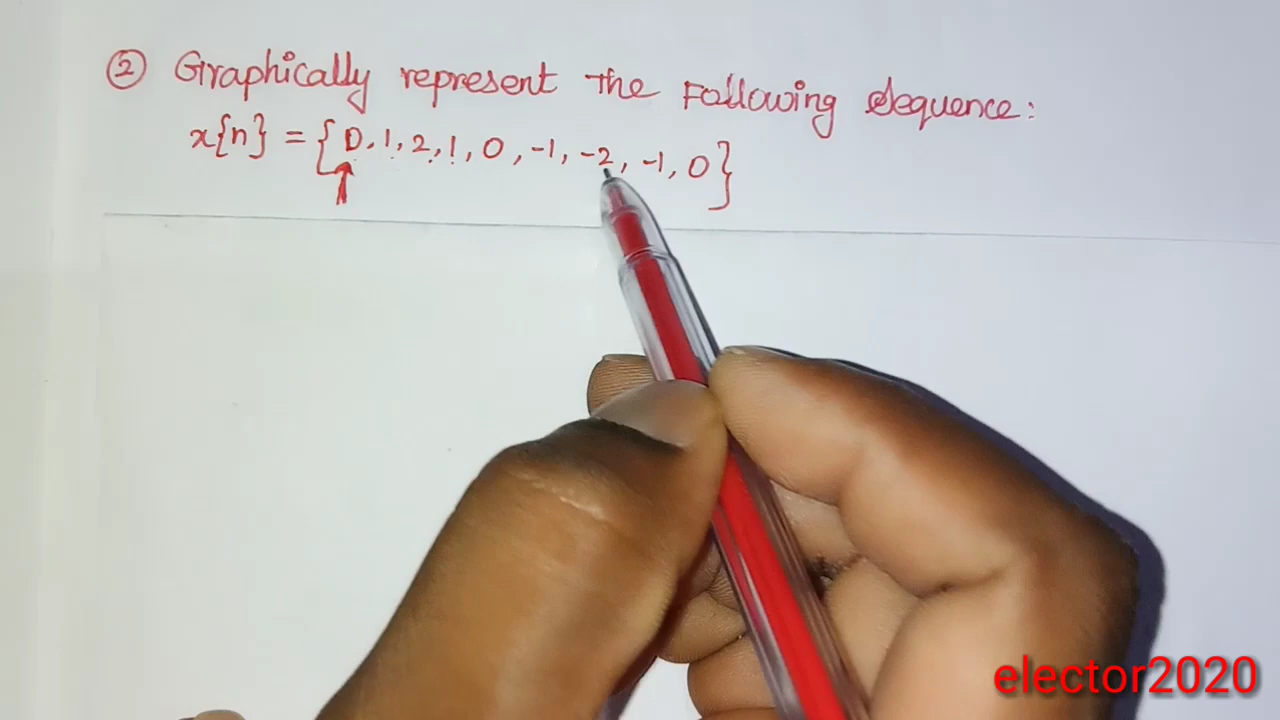 ② Graphically represent The Following Sequence:
x{n} = {0, 1, 2, 1, 0, -1, -2, -1, 0}
↑
elector2020